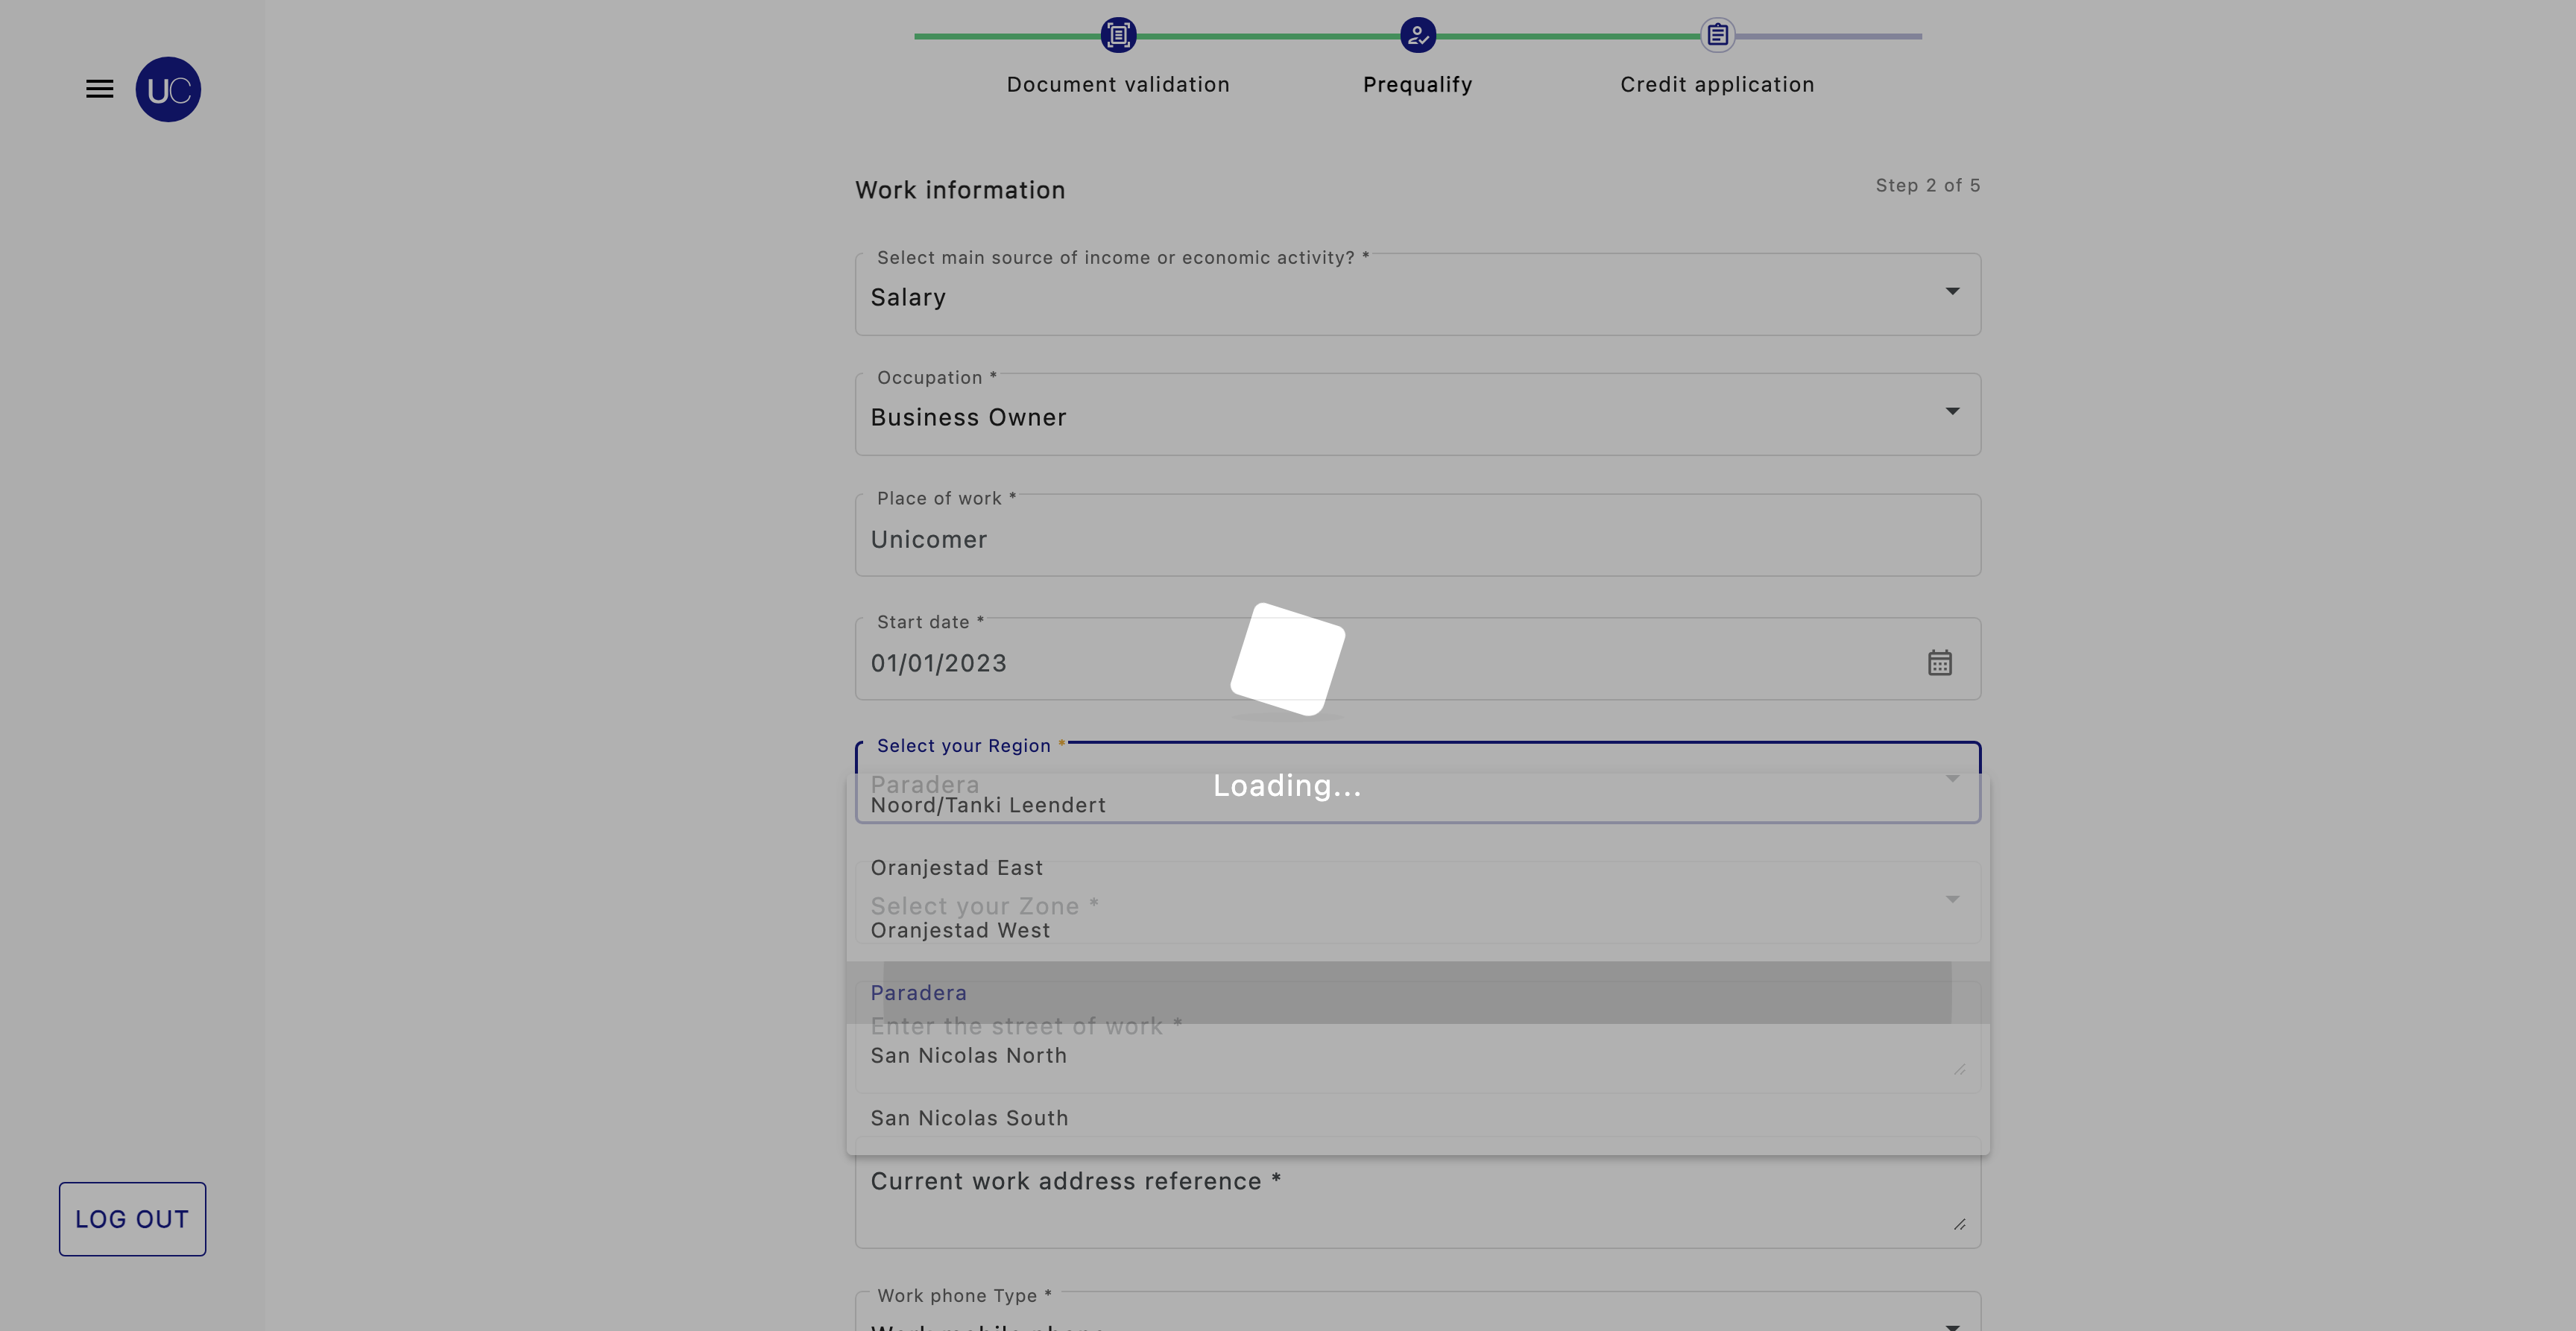 UC
Document validation
Prequalify
Credit application
Work information
Step 2 of 5
Select main source of income or economic activity? *
Salary
Occupation *
Business Owner
Place of work *
Unicomer
Start date *
01/01/2023
Select your Region *
Paradera
Loading...
Noord/Tanki Leendert
Oranjestad East
Select your Zone *
Oranjestad West
Paradera
Enter the street of work *
San Nicolas North
San Nicolas South
Current work address reference *
LOG OUT
Work phone Type *
Work mobile phone